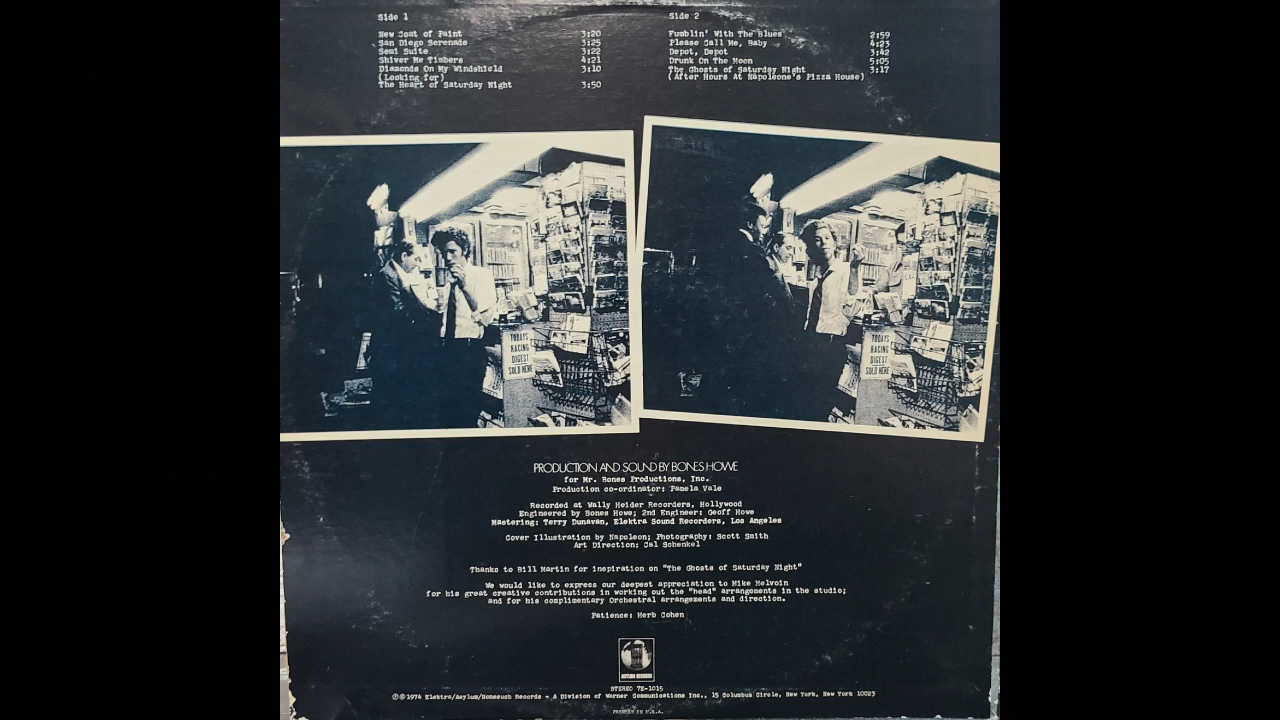 Side 1
New Coat of Paint 3:20
San Diego Serenade 3:25
Semi Suite 3:22
Shiver Me Timbers 4:21
Diamonds On My Windshield 3:10
(Looking for)
The Heart of Saturday Night 3:50
Side 2
Fumblin' With The Blues 2:59
Please Call Me, Baby 4:23
Depot, Depot 3:42
Drunk On The Moon 5:05
The Ghosts of Saturday Night 3:17
(After Hours At Napoleone's Pizza House)
TODAYS
RACING
DIGEST
SOLD HERE
TODAYS
RACING
DIGEST
SOLD HERE
PRODUCTION AND SOUND BY BONES HOWE
for Mr. Bones Productions, Inc.
Production co-ordinator: Pamela Vale
Recorded at Wally Heider Recorders, Hollywood
Engineered by Bones Howe; 2nd Engineer: Geoff Howe
Mastering: Terry Dunavan, Elektra Sound Recorders, Los Angeles
Cover Illustration by Napoleon; Photography: Scott Smith
Art Direction: Cal Schenkel
Thanks to Bill Martin for inspiration on "The Ghosts of Saturday Night"
We would like to express our deepest appreciation to Mike Melvoin
for his great creative contributions in working out the "head" arrangements in the studio;
and for his complimentary Orchestral arrangements and direction.
Patience: Herb Cohen
ASYLUM RECORDS
STEREO 7E-1015
℗©1974 Elektra/Asylum/Nonesuch Records - A Division of Warner Communications Inc., 15 Columbus Circle, New York, New York 10023
PRINTED IN U.S.A.